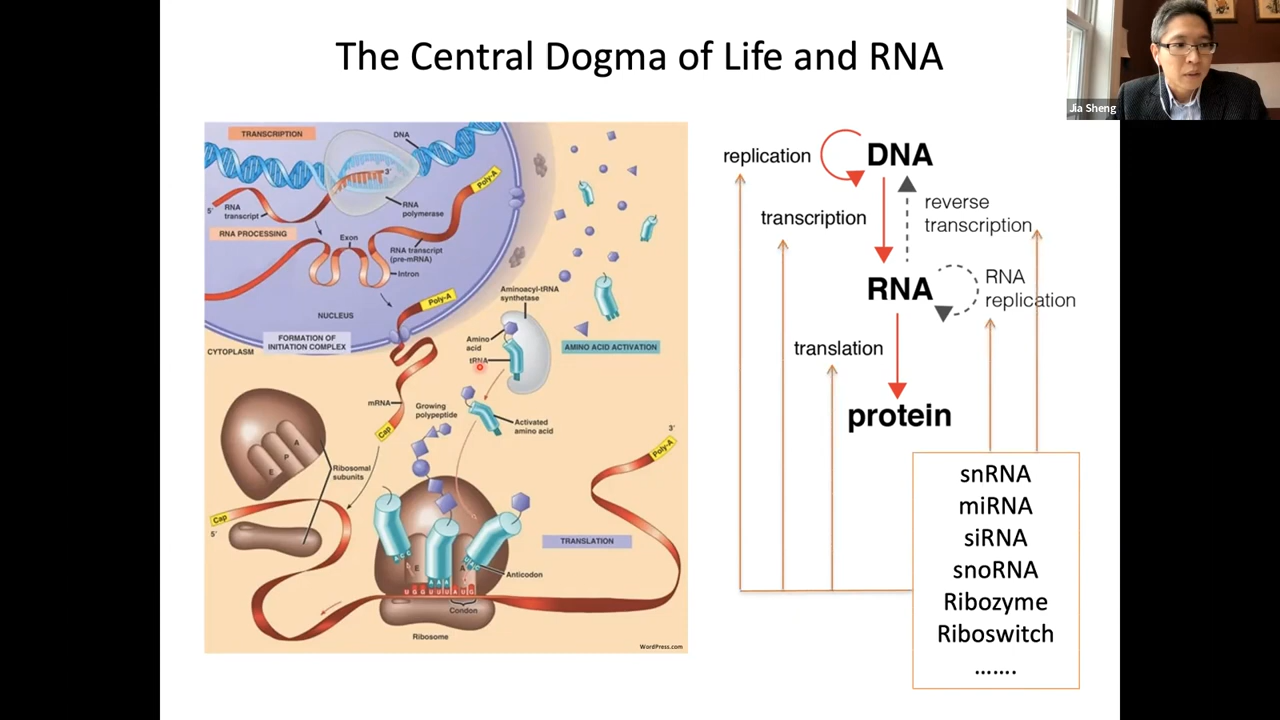 The Central Dogma of Life and RNA
Jia Sheng
TRANSCRIPTION
DNA
3'
Poly-A
5'
RNA
transcript
RNA
polymerase
RNA PROCESSING
Exon
RNA transcript
(pre-mRNA)
Intron
Poly-A
NUCLEUS
Aminoacyl-tRNA
synthetase
FORMATION OF
INITIATION COMPLEX
CYTOPLASM
Amino
acid
tRNA
AMINO ACID ACTIVATION
mRNA
Growing
polypeptide
Activated
amino acid
Cap
3'
Poly-A
E P A
Ribosomal
subunits
Cap
5'
TRANSLATION
E
A
Anticodon
A A A
U G G U U U A U G
Condon
Ribosome
WordPress.com
replication
DNA
transcription
reverse
transcription
RNA
RNA
replication
translation
protein
snRNA
miRNA
siRNA
snoRNA
Ribozyme
Riboswitch
…….